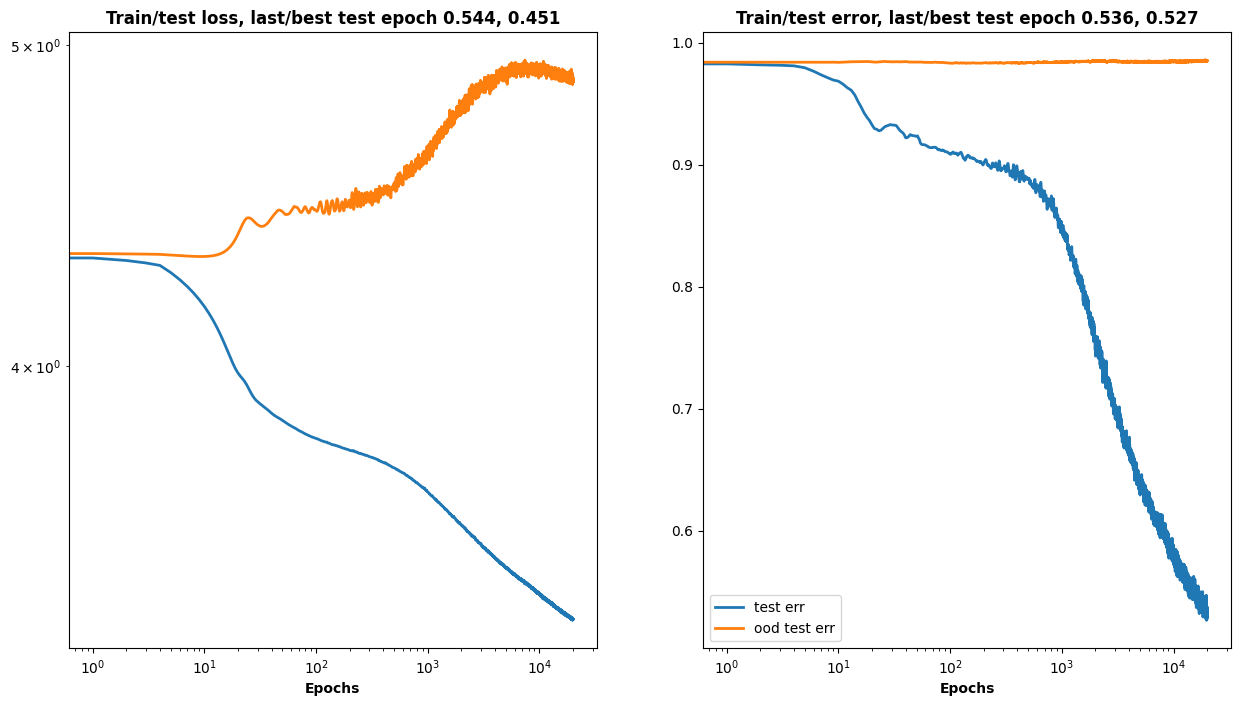 Train/test loss, last/best test epoch 0.544, 0.451
5 × 10⁰
4 × 10⁰
10⁰ 10¹ 10² 10³ 10⁴
Epochs
Train/test error, last/best test epoch 0.536, 0.527
1.0
0.9
0.8
0.7
0.6
test err
ood test err
10⁰ 10¹ 10² 10³ 10⁴
Epochs